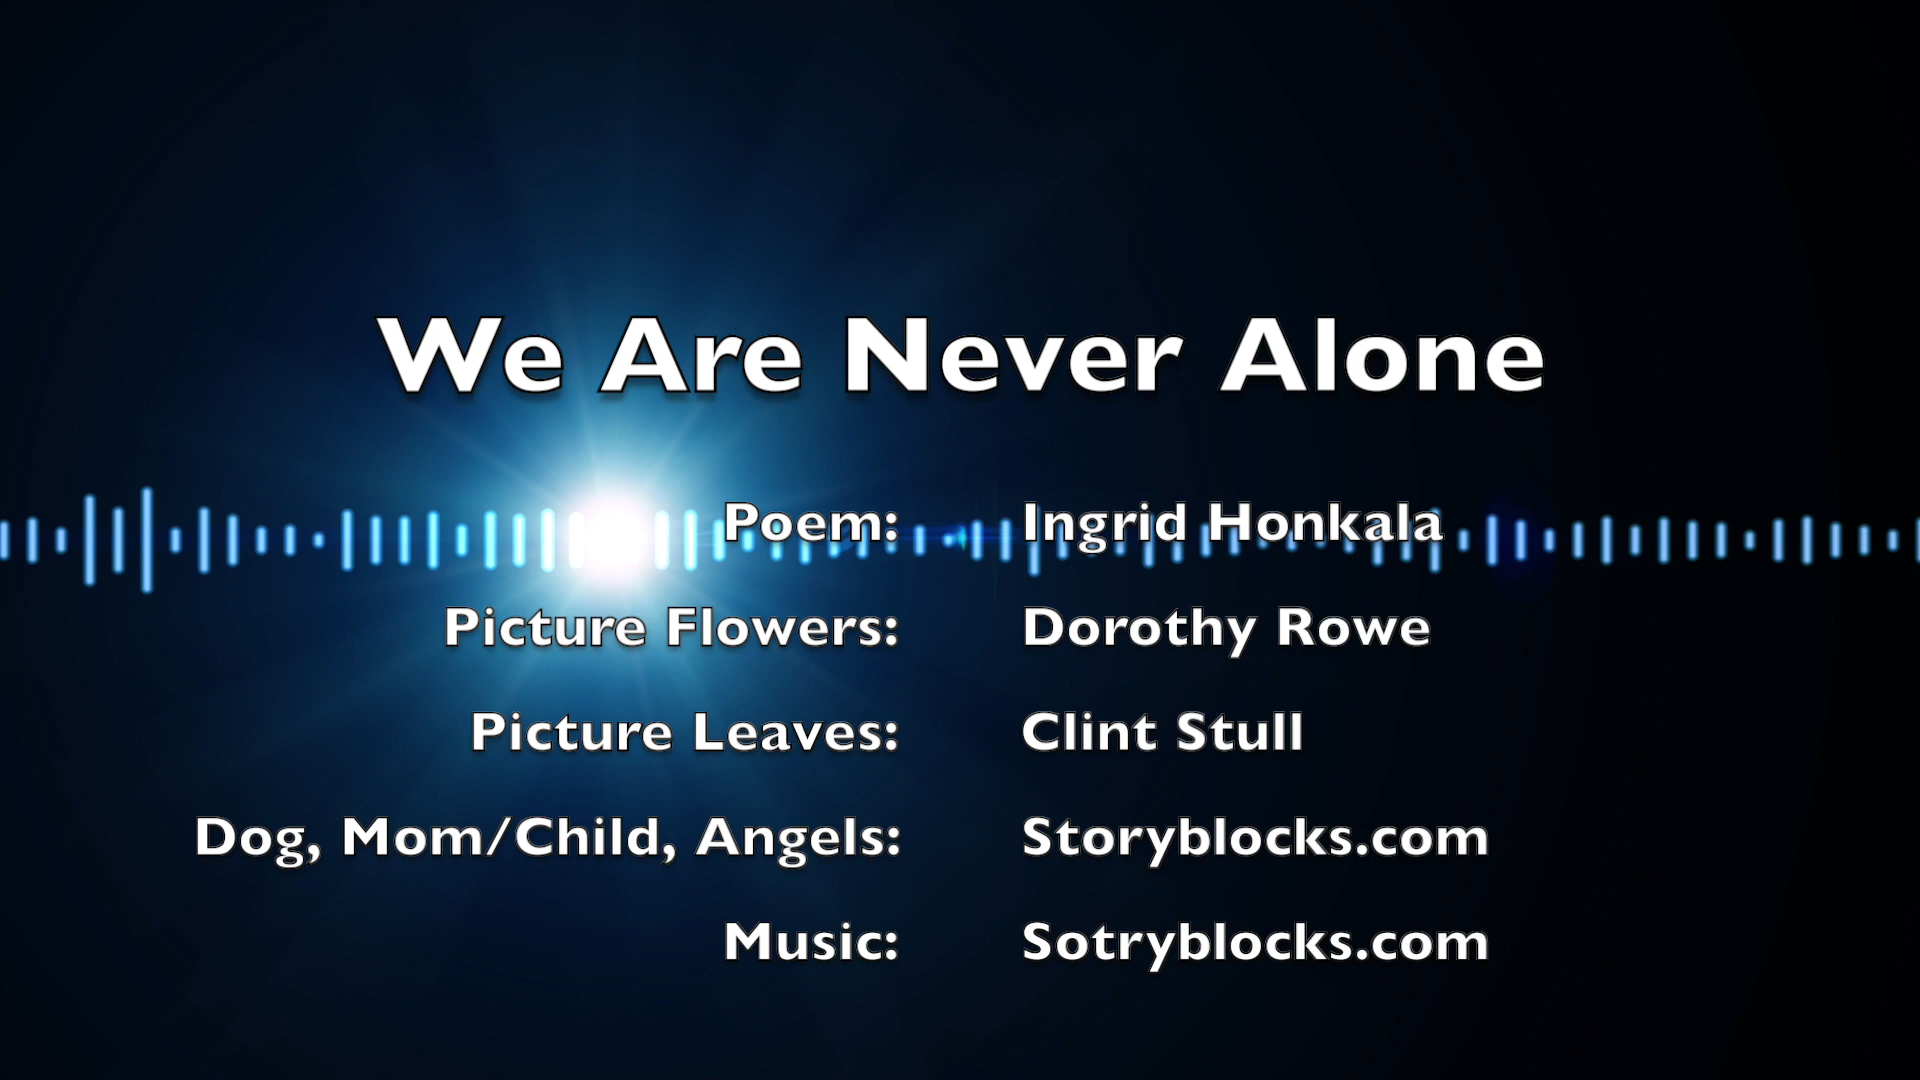 We Are Never Alone
Poem: Ingrid Honkala
Picture Flowers: Dorothy Rowe
Picture Leaves: Clint Stull
Dog, Mom/Child, Angels: Storyblocks.com
Music: Sotryblocks.com